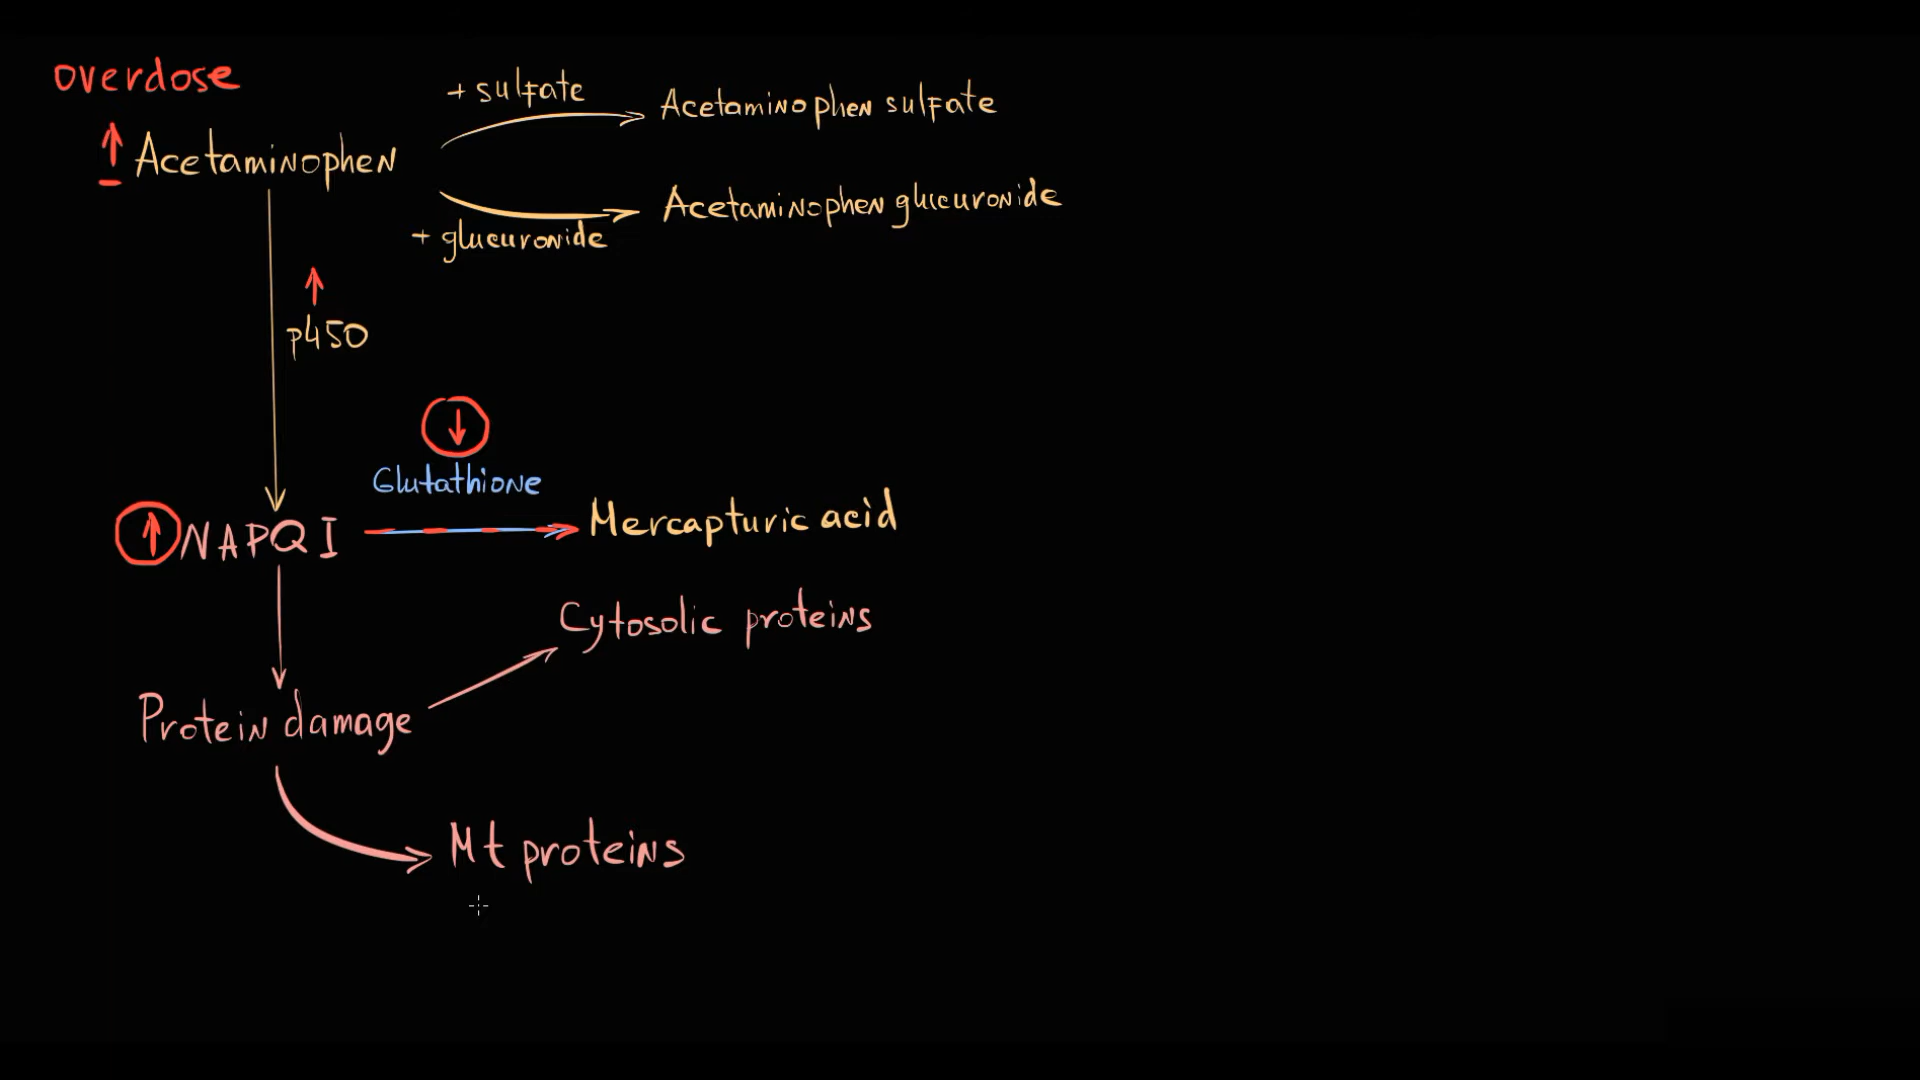 overdose
+ sulfate
Acetaminophen sulfate
↑ Acetaminophen
Acetaminophen glucuronide
+ glucuronide
↑
p450
↓
Glutathione
↑ NAPQI
Mercapturic acid
Cytosolic proteins
Protein damage
Mt proteins